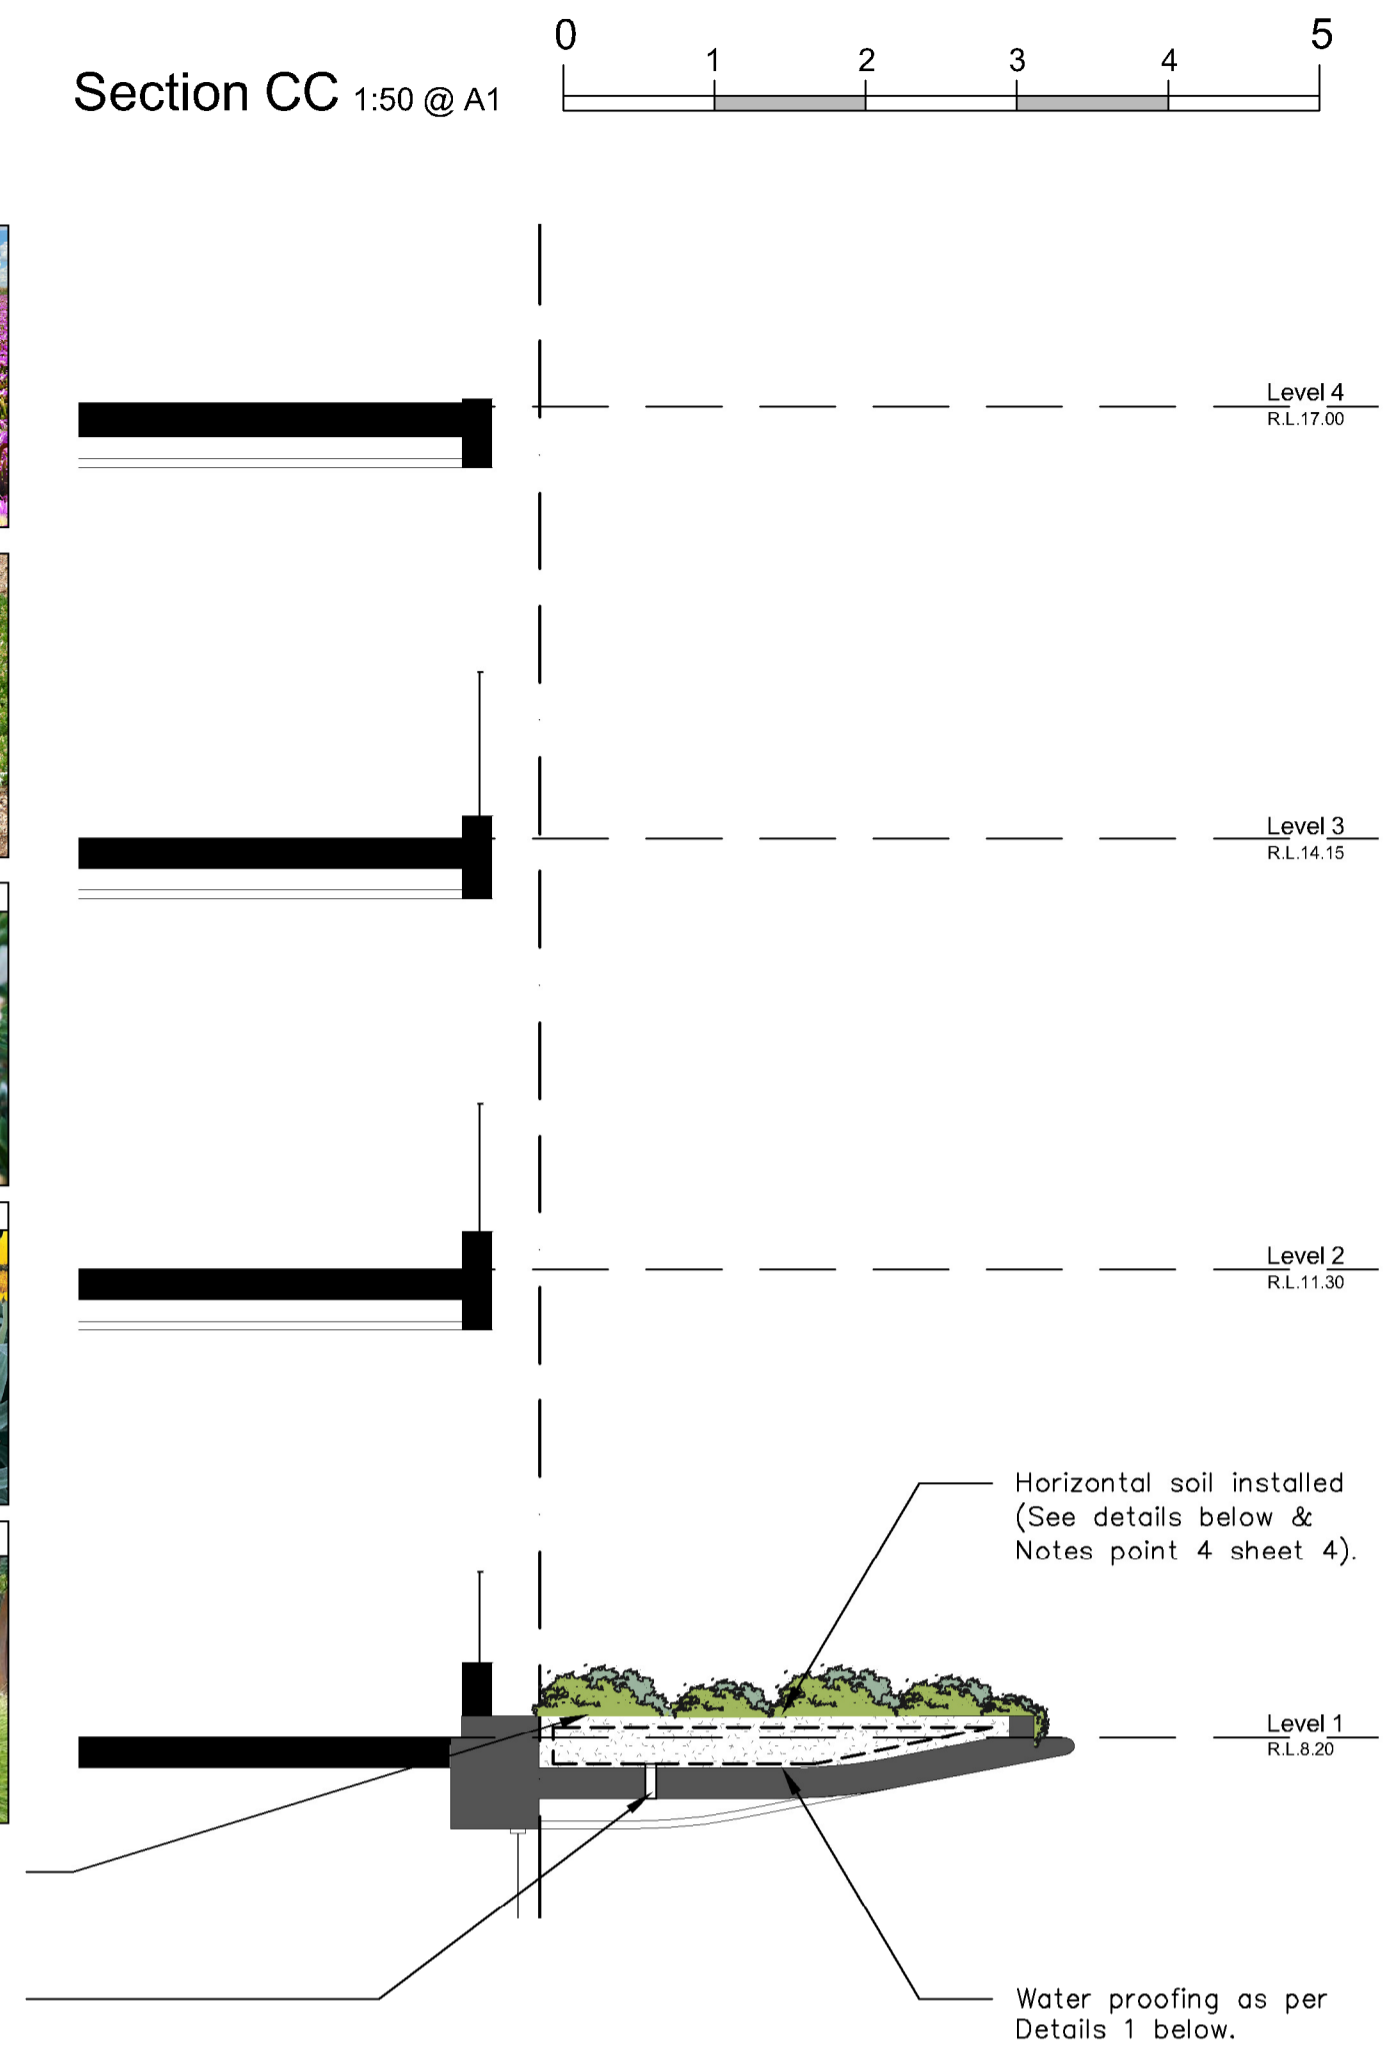 Section CC 1:50 @ A1
0 1 2 3 4 5
Level 4
R.L.17.00
Level 3
R.L.14.15
Level 2
R.L.11.30
Horizontal soil installed
(See details below &
Notes point 4 sheet 4).
Level 1
R.L.8.20
Water proofing as per
Details 1 below.